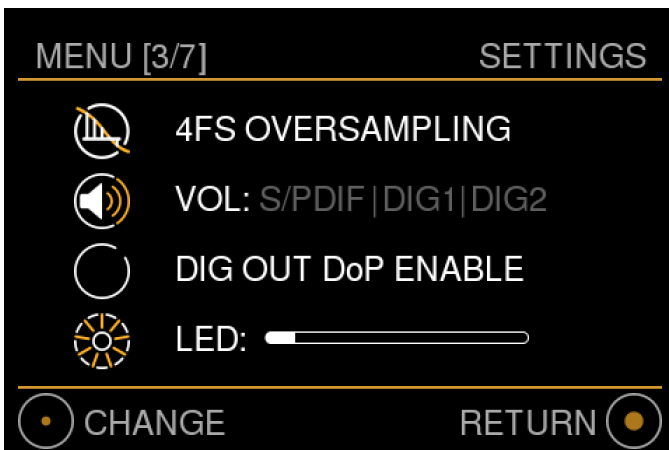 MENU [3/7] SETTINGS
4FS OVERSAMPLING
VOL: S/PDIF|DIG1|DIG2
DIG OUT DoP ENABLE
LED:
CHANGE RETURN